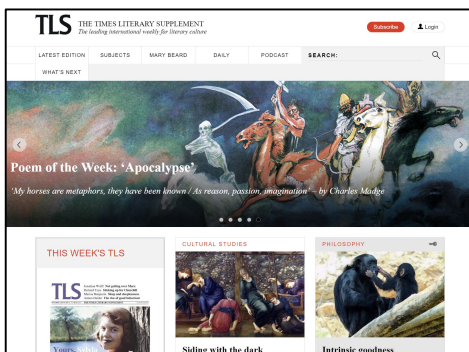 TLS THE TIMES LITERARY SUPPLEMENT
The leading international weekly for literary culture
Subscribe Login
LATEST EDITION SUBJECTS MARY BEARD DAILY PODCAST SEARCH:
WHAT'S NEXT
Poem of the Week: ‘Apocalypse’
‘My horses are metaphors, they have been known / As reason, passion, imagination’ – by Charles Madge
THIS WEEK'S TLS
TLS
Yours, Sylvia
CULTURAL STUDIES
Siding with the dark
PHILOSOPHY
Intrinsic goodness